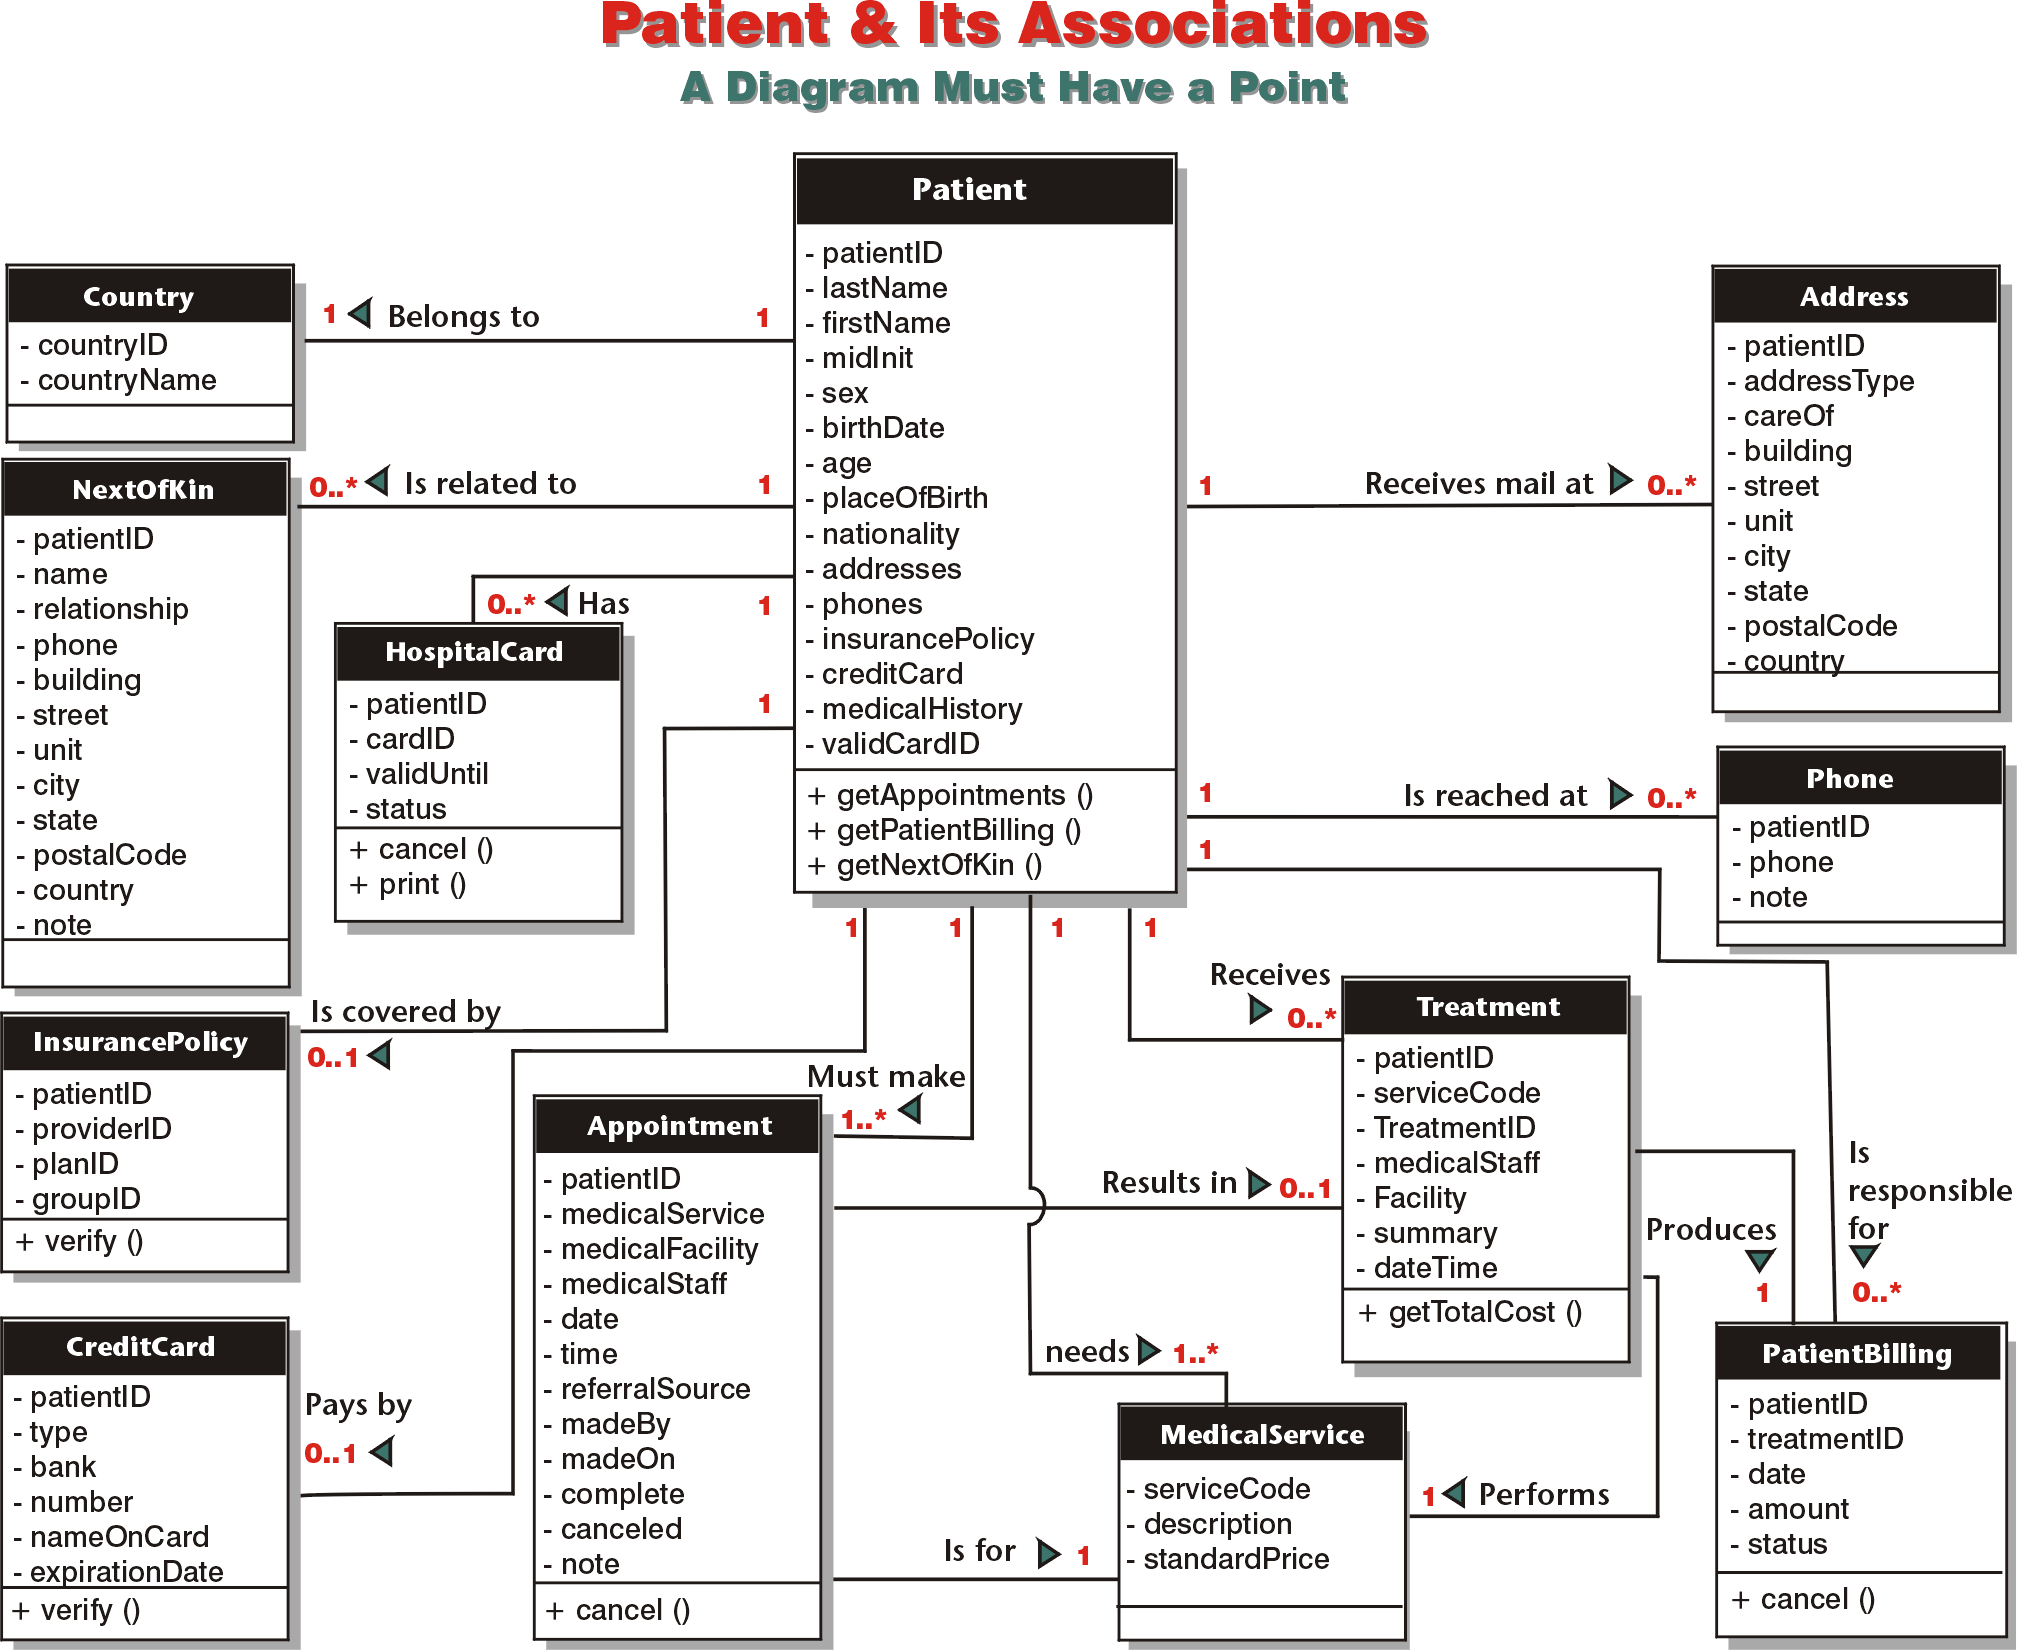 Patient & Its Associations
A Diagram Must Have a Point
Patient
- patientID
- lastName
- firstName
- midInit
- sex
- birthDate
- age
- placeOfBirth
- nationality
- addresses
- phones
- insurancePolicy
- creditCard
- medicalHistory
- validCardID
+ getAppointments ()
+ getPatientBilling ()
+ getNextOfKin ()
Country
- countryID
- countryName
1 Belongs to 1
NextOfKin
- patientID
- name
- relationship
- phone
- building
- street
- unit
- city
- state
- postalCode
- country
- note
0..* Is related to 1
0..* Has 1
HospitalCard
- patientID
- cardID
- validUntil
- status
+ cancel ()
+ print ()
1
Is covered by
0..1
InsurancePolicy
- patientID
- providerID
- planID
- groupID
+ verify ()
CreditCard
- patientID
- type
- bank
- number
- nameOnCard
- expirationDate
+ verify ()
Pays by
0..1
1 1 1 1
Must make
1..*
Appointment
- patientID
- medicalService
- medicalFacility
- medicalStaff
- date
- time
- referralSource
- madeBy
- madeOn
- complete
- canceled
- note
+ cancel ()
Results in 0..1
needs 1..*
Is for 1
MedicalService
- serviceCode
- description
- standardPrice
1 Performs
Receives
0..*
Treatment
- patientID
- serviceCode
- TreatmentID
- medicalStaff
- Facility
- summary
- dateTime
+ getTotalCost ()
1 Receives mail at 0..*
Address
- patientID
- addressType
- careOf
- building
- street
- unit
- city
- state
- postalCode
- country
1 Is reached at 0..*
Phone
- patientID
- phone
- note
1
Is
responsible
for
0..*
Produces
1
PatientBilling
- patientID
- treatmentID
- date
- amount
- status
+ cancel ()